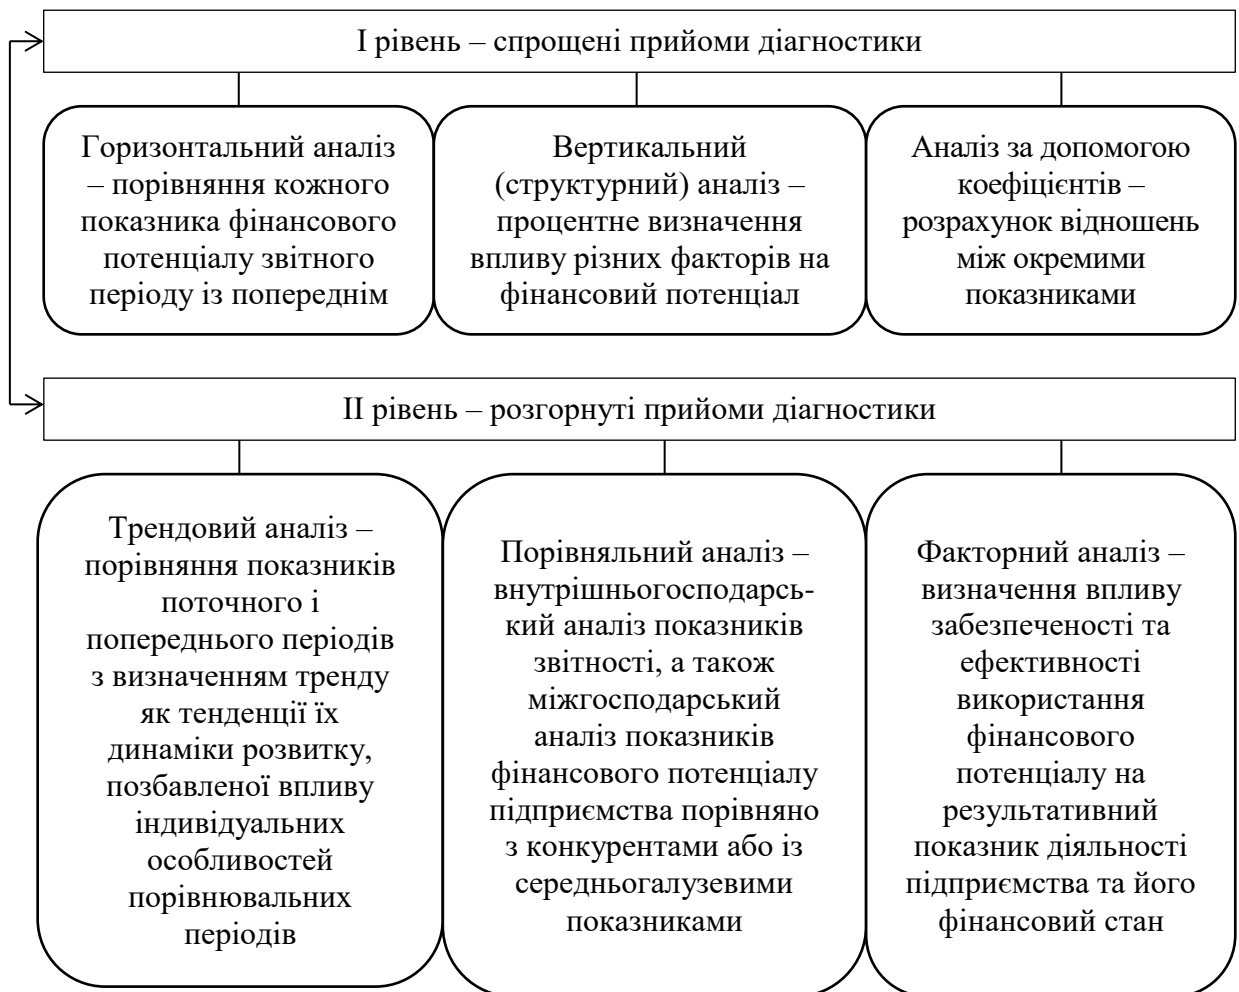 І рівень – спрощені прийоми діагностики
Горизонтальний аналіз
– порівняння кожного
показника фінансового
потенціалу звітного
періоду із попереднім
Вертикальний
(структурний) аналіз –
процентне визначення
впливу різних факторів на
фінансовий потенціал
Аналіз за допомогою
коефіцієнтів –
розрахунок відношень
між окремими
показниками
ІІ рівень – розгорнуті прийоми діагностики
Трендовий аналіз –
порівняння показників
поточного і
попереднього періодів
з визначенням тренду
як тенденції їх
динаміки розвитку,
позбавленої впливу
індивідуальних
особливостей
порівнювальних
періодів
Порівняльний аналіз –
внутрішньогосподарсь-
кий аналіз показників
звітності, а також
міжгосподарський
аналіз показників
фінансового потенціалу
підприємства порівняно
з конкурентами або із
середньогалузевими
показниками
Факторний аналіз –
визначення впливу
забезпеченості та
ефективності
використання
фінансового
потенціалу на
результативний
показник діяльності
підприємства та його
фінансовий стан